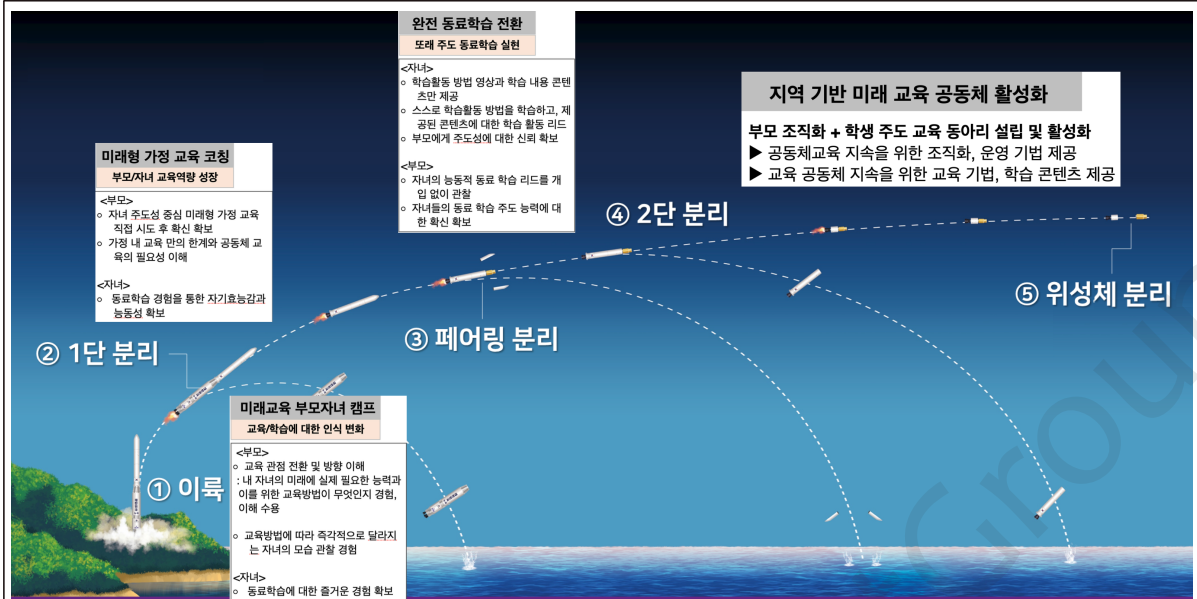 완전 동료학습 전환
또래 주도 동료학습 실현
<자녀>
○ 학습활동 방법 영상과 학습 내용 콘텐
츠만 제공
○ 스스로 학습활동 방법을 학습하고, 제
공된 콘텐츠에 대한 학습 활동 리드
○ 부모에게 주도성에 대한 신뢰 확보
<부모>
○ 자녀의 능동적 동료 학습 리드를 개
입 없이 관찰
○ 자녀들의 동료 학습 주도 능력에 대
한 확신 확보
지역 기반 미래 교육 공동체 활성화
부모 조직화 + 학생 주도 교육 동아리 설립 및 활성화
▶ 공동체교육 지속을 위한 조직화, 운영 기법 제공
▶ 교육 공동체 지속을 위한 교육 기법, 학습 콘텐츠 제공
미래형 가정 교육 코칭
부모/자녀 교육역량 성장
<부모>
○ 자녀 주도성 중심 미래형 가정 교육
직접 시도 후 확신 확보
○ 가정 내 교육 만의 한계와 공동체 교
육의 필요성 이해
<자녀>
○ 동료학습 경험을 통한 자기효능감과
능동성 확보
④ 2단 분리
⑤ 위성체 분리
③ 페어링 분리
② 1단 분리
① 이륙
미래교육 부모자녀 캠프
교육/학습에 대한 인식 변화
<부모>
○ 교육 관점 전환 및 방향 이해
: 내 자녀의 미래에 실제 필요한 능력과
이를 위한 교육방법이 무엇인지 경험,
이해 수용
○ 교육방법에 따라 즉각적으로 달라지
는 자녀의 모습 관찰 경험
<자녀>
○ 동료학습에 대한 즐거운 경험 확보
Group